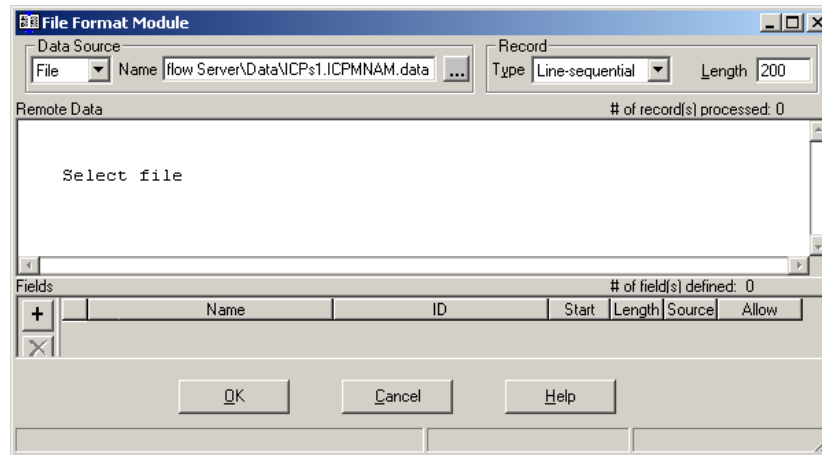 File Format Module
Data Source
Record
File Name flow Server\Data\ICPs1.ICPMNAM.data ...
Type Line-sequential Length 200
Remote Data # of record(s) processed: 0
Select file
Fields # of field(s) defined: 0
+ Name ID Start Length Source Allow
OK Cancel Help